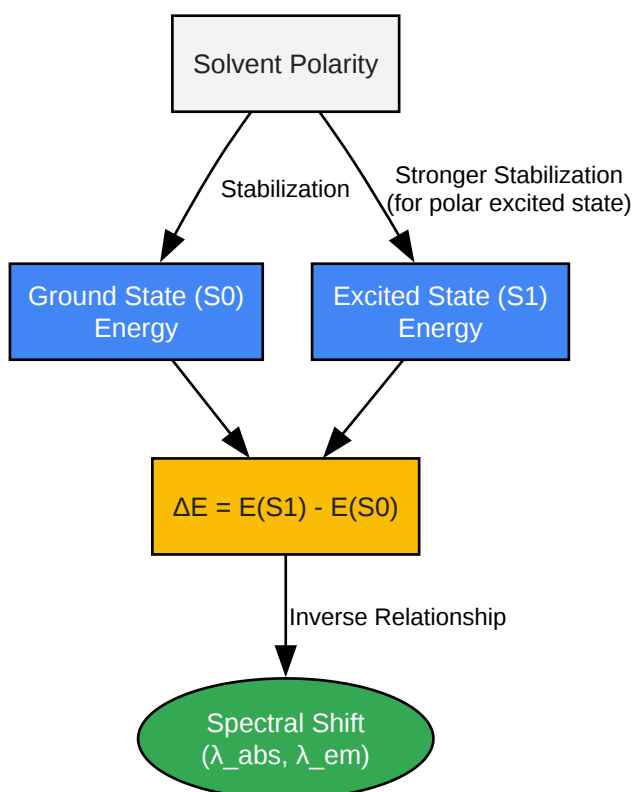 Solvent Polarity
Stabilization
Stronger Stabilization
(for polar excited state)
Ground State (S0)
Energy
Excited State (S1)
Energy
ΔE = E(S1) - E(S0)
Inverse Relationship
Spectral Shift
(λ_abs, λ_em)